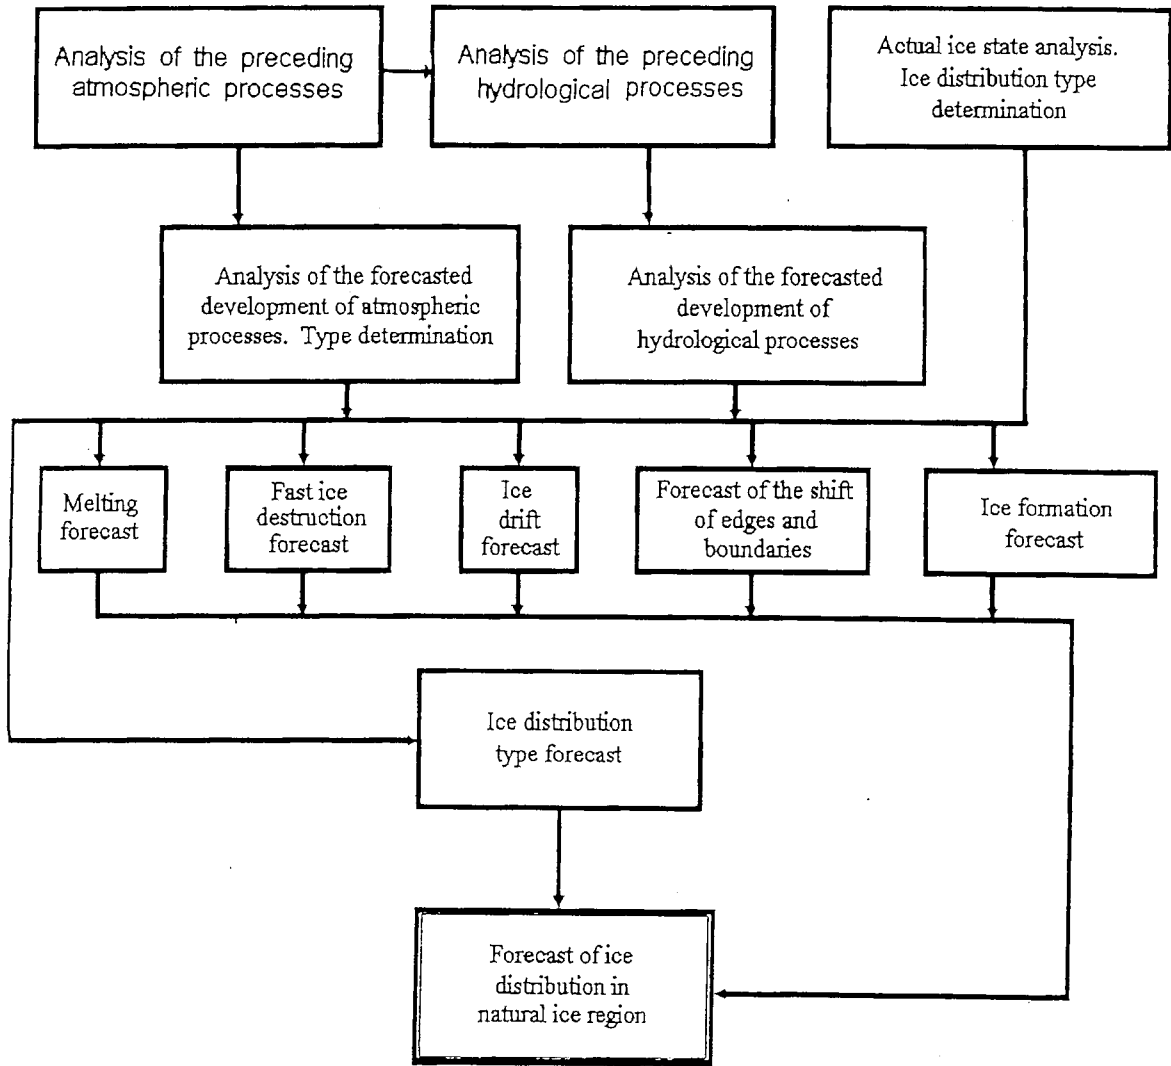 Analysis of the preceding
atmospheric processes
Analysis of the preceding
hydrological processes
Actual ice state analysis.
Ice distribution type
determination
Analysis of the forecasted
development of atmospheric
processes. Type determination
Analysis of the forecasted
development of
hydrological processes
Melting
forecast
Fast ice
destruction
forecast
Ice
drift
forecast
Forecast of the shift
of edges and
boundaries
Ice formation
forecast
Ice distribution
type forecast
Forecast of ice
distribution in
natural ice region